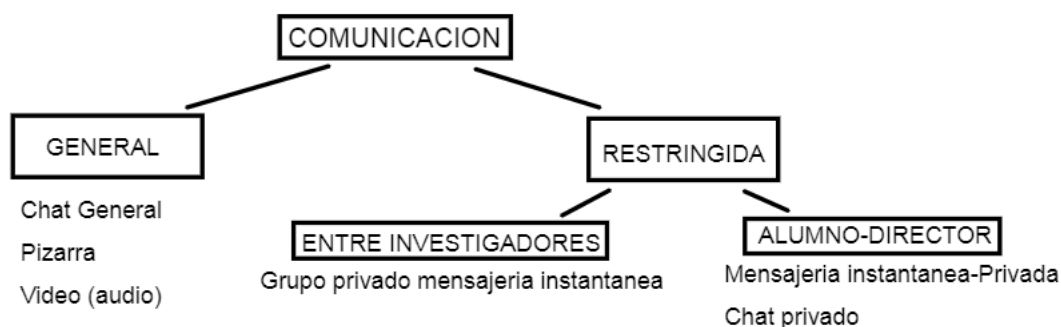 COMUNICACION
GENERAL
Chat General
Pizarra
Video (audio)
RESTRINGIDA
ENTRE INVESTIGADORES
Grupo privado mensajeria instantanea
ALUMNO-DIRECTOR
Mensajeria instantanea-Privada
Chat privado